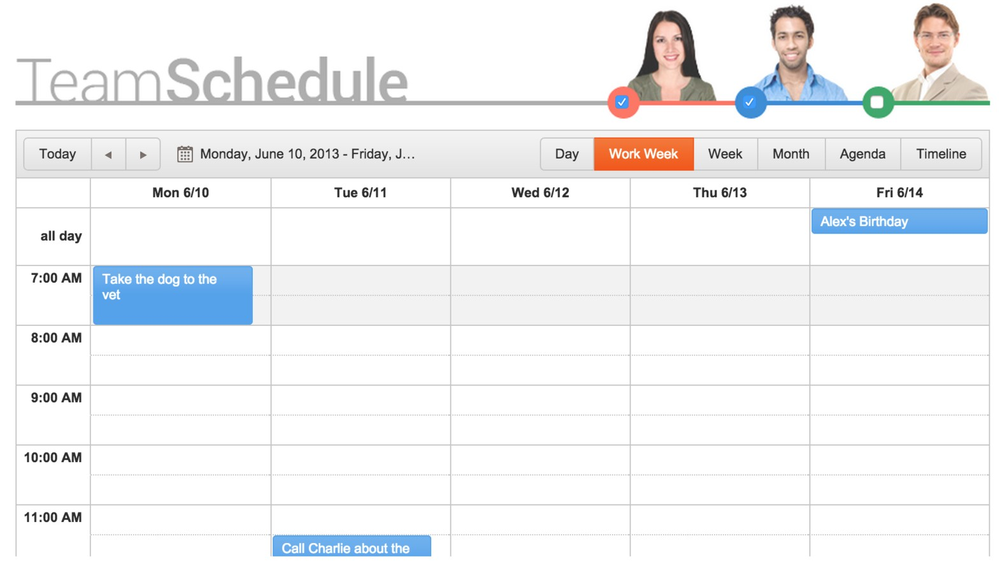 TeamSchedule
Today
Monday, June 10, 2013 - Friday, J...
Day
Work Week
Week
Month
Agenda
Timeline
Mon 6/10
Tue 6/11
Wed 6/12
Thu 6/13
Fri 6/14
all day
Alex's Birthday
7:00 AM
Take the dog to the
vet
8:00 AM
9:00 AM
10:00 AM
11:00 AM
Call Charlie about the